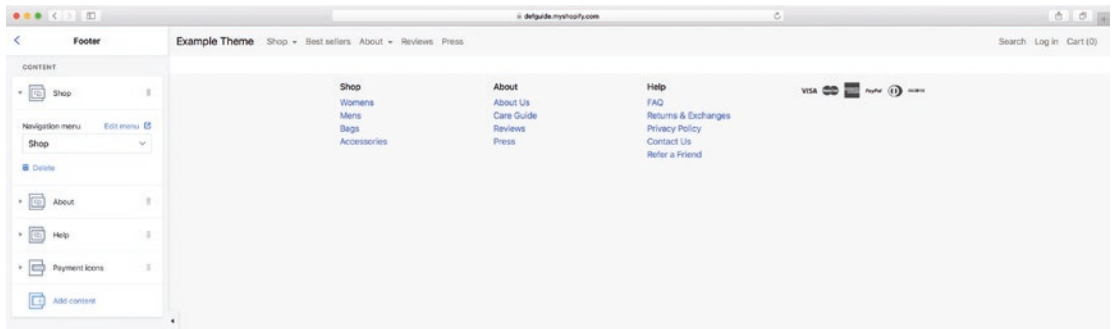 defguide.myshopify.com
Footer
CONTENT
Shop
Navigation menu Edit menu
Shop
Delete
About
Help
Payment icons
Add content
Example Theme Shop Best sellers About Reviews Press
Search Log in Cart (0)
Shop
Womens
Mens
Bags
Accessories
About
About Us
Care Guide
Reviews
Press
Help
FAQ
Returns & Exchanges
Privacy Policy
Contact Us
Refer a Friend
VISA PayPal